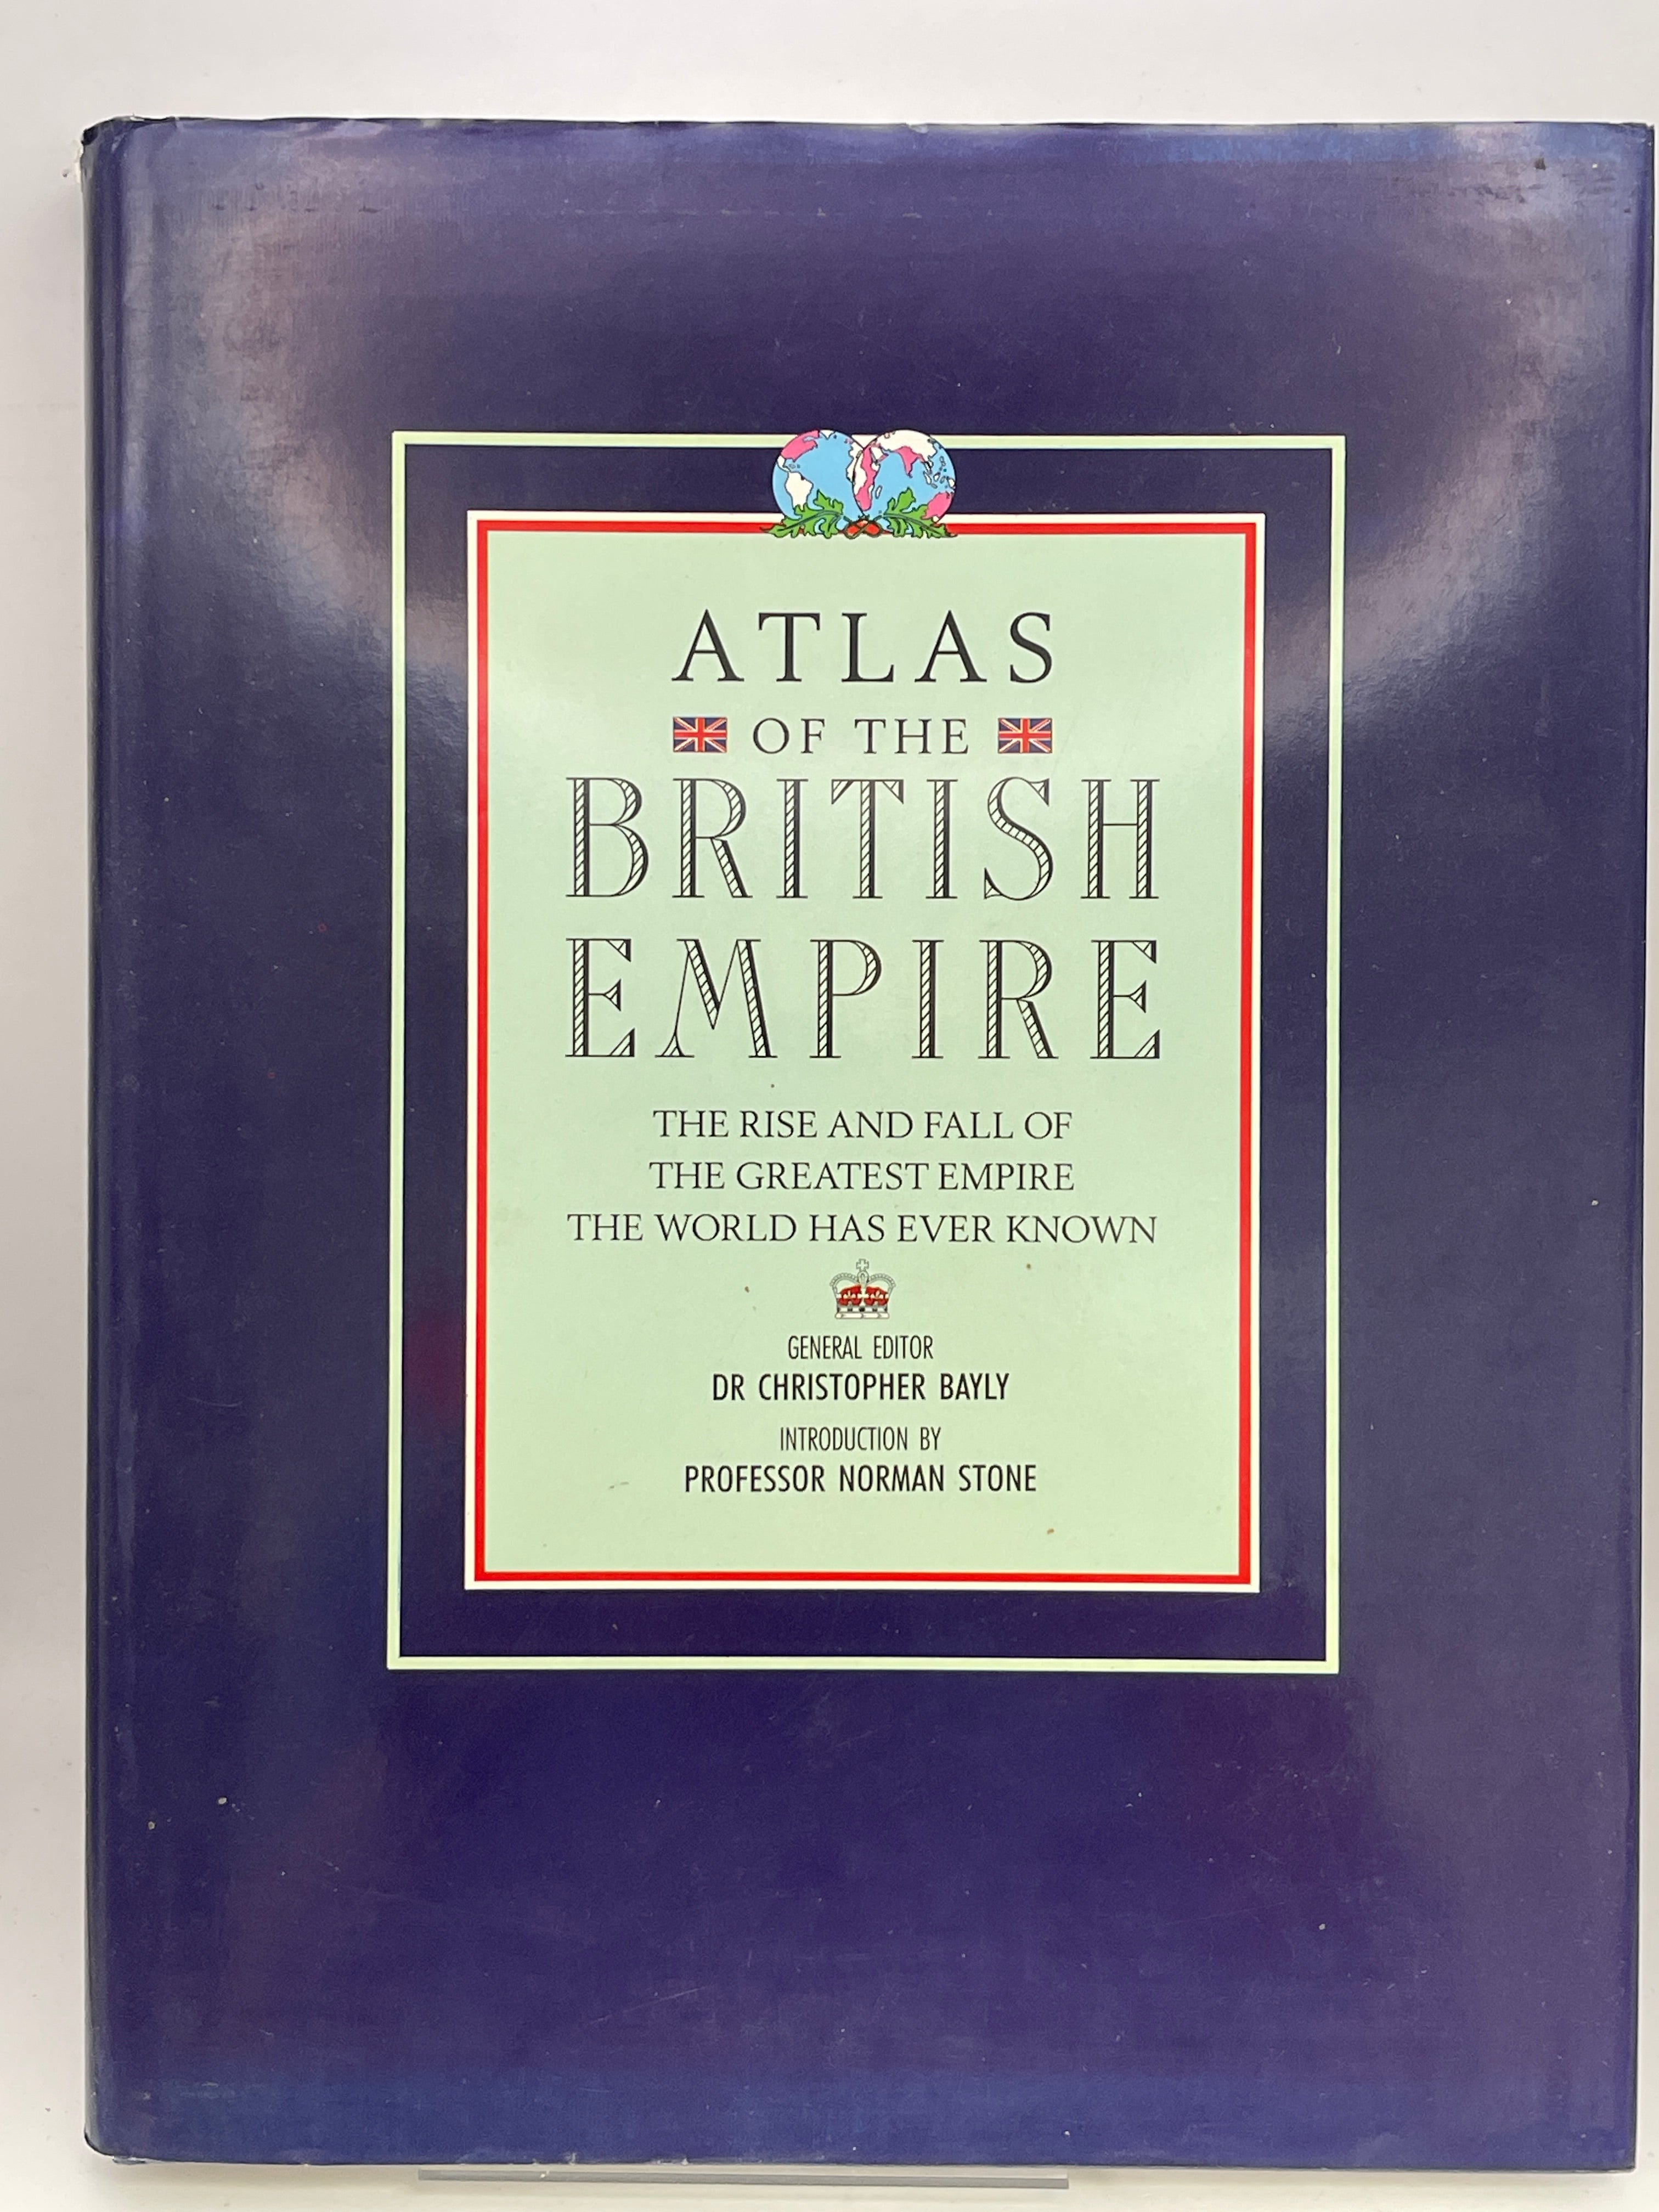 ATLAS
OF THE
BRITISH
EMPIRE
THE RISE AND FALL OF
THE GREATEST EMPIRE
THE WORLD HAS EVER KNOWN
GENERAL EDITOR
DR CHRISTOPHER BAYLY
INTRODUCTION BY
PROFESSOR NORMAN STONE